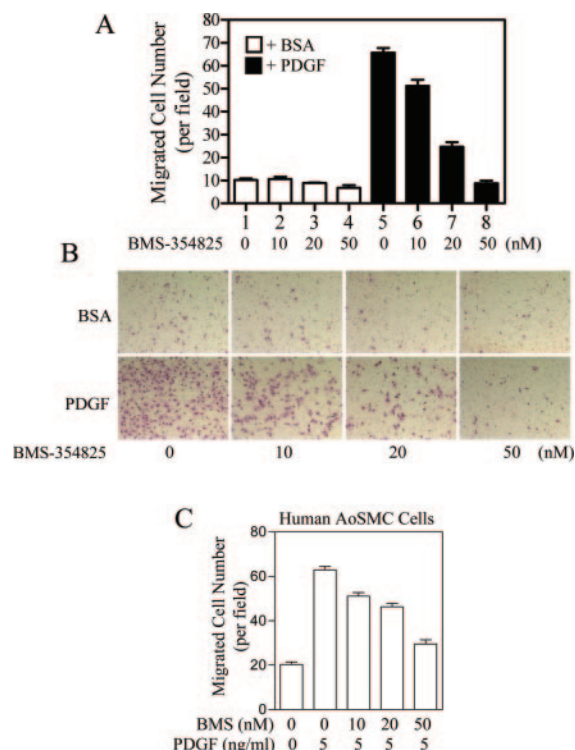 A
Migrated Cell Number
(per field)
80
70
60
50
40
30
20
10
0
+ BSA
+ PDGF
1 2 3 4 5 6 7 8
BMS-354825 0 10 20 50 0 10 20 50 (nM)
B
BSA
PDGF
BMS-354825 0 10 20 50 (nM)
C
Human AoSMC Cells
Migrated Cell Number
(per field)
80
60
40
20
0
BMS (nM) 0 0 10 20 50
PDGF (ng/ml) 0 5 5 5 5